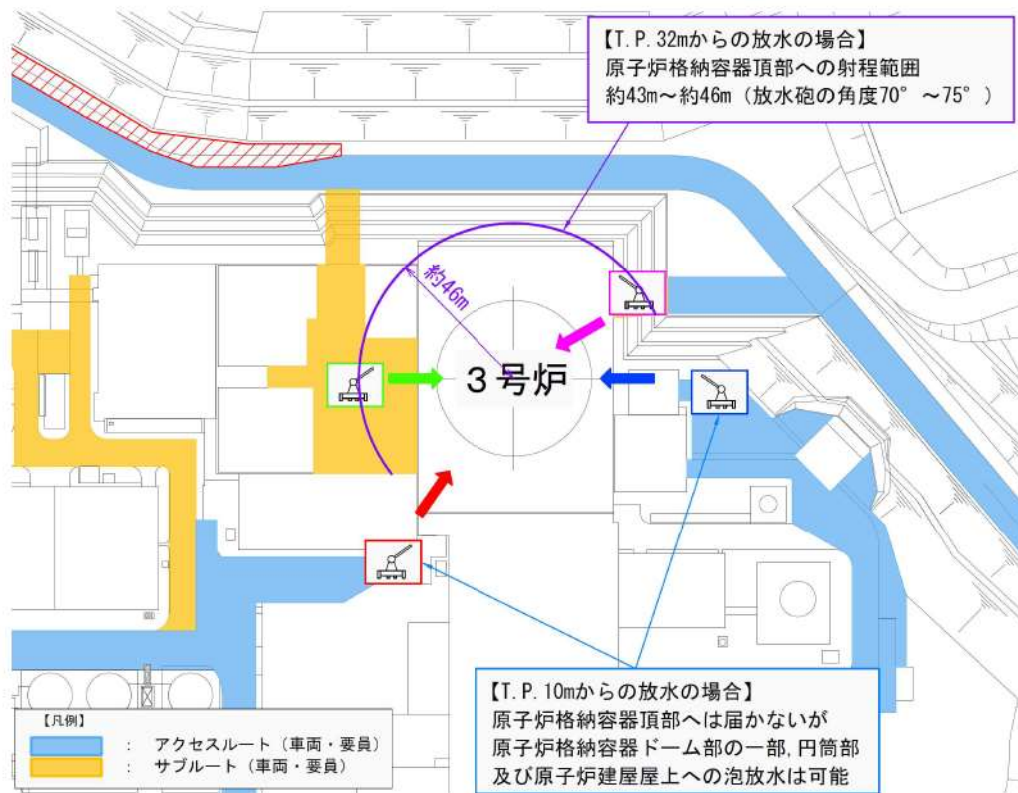 【T.P.32mからの放水の場合】
原子炉格納容器頂部への射程範囲
約43m~約46m(放水砲の角度70°~75°)
約46m
3号炉
【T.P.10mからの放水の場合】
原子炉格納容器頂部へは届かないが
原子炉格納容器ドーム部の一部,円筒部
及び原子炉建屋屋上への泡放水は可能
【凡例】
: アクセスルート(車両・要員)
: サブルート(車両・要員)